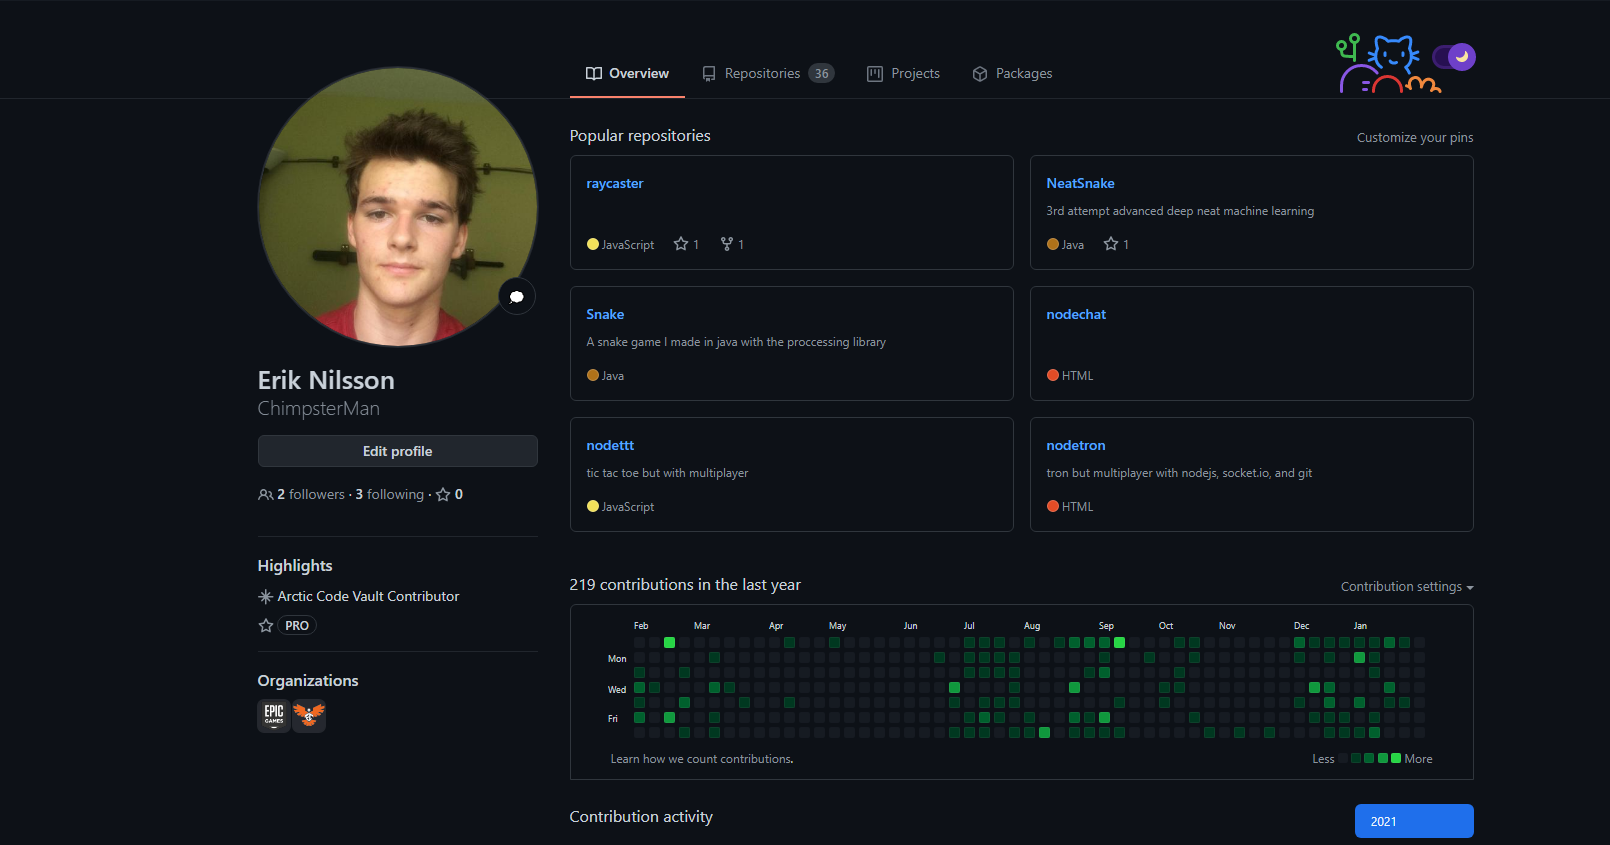 Overview
Repositories 36
Projects
Packages
Popular repositories
Customize your pins
raycaster
JavaScript 1 1
NeatSnake
3rd attempt advanced deep neat machine learning
Java 1
Snake
A snake game I made in java with the proccessing library
Java
nodechat
HTML
nodettt
tic tac toe but with multiplayer
JavaScript
nodetron
tron but multiplayer with nodejs, socket.io, and git
HTML
Erik Nilsson
ChimpsterMan
Edit profile
2 followers · 3 following · 0
Highlights
Arctic Code Vault Contributor
PRO
Organizations
EPIC
GAMES
219 contributions in the last year
Contribution settings
Feb Mar Apr May Jun Jul Aug Sep Oct Nov Dec Jan
Mon
Wed
Fri
Learn how we count contributions.
Less More
Contribution activity
2021